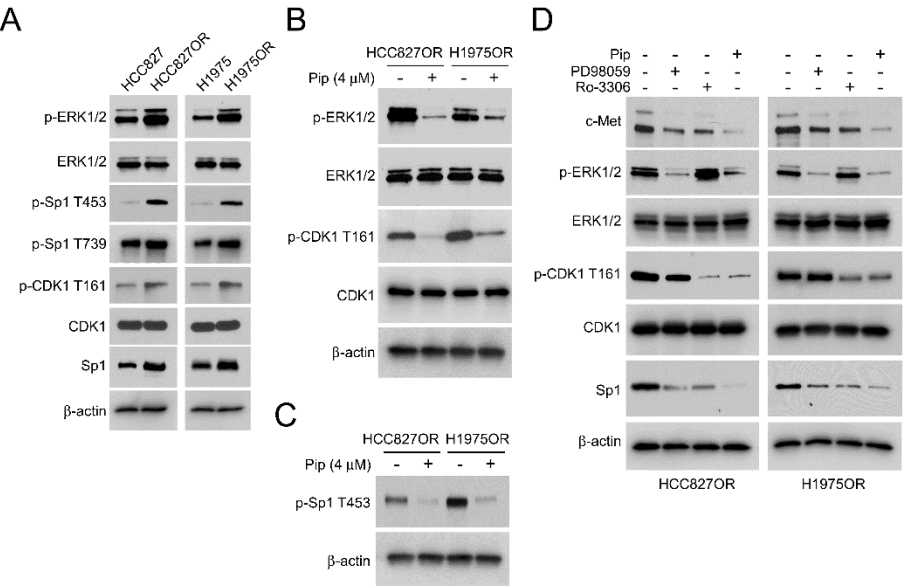 A
HCC827
HCC827OR
H1975
H1975OR
p-ERK1/2
ERK1/2
p-Sp1 T453
p-Sp1 T739
p-CDK1 T161
CDK1
Sp1
β-actin
B
HCC827OR H1975OR
Pip (4 μM) - + - +
p-ERK1/2
ERK1/2
p-CDK1 T161
CDK1
β-actin
C
HCC827OR H1975OR
Pip (4 μM) - + - +
p-Sp1 T453
β-actin
D
Pip - - - + - - - +
PD98059 - + - - - + - -
Ro-3306 - - + - - - + -
c-Met
p-ERK1/2
ERK1/2
p-CDK1 T161
CDK1
Sp1
β-actin
HCC827OR H1975OR